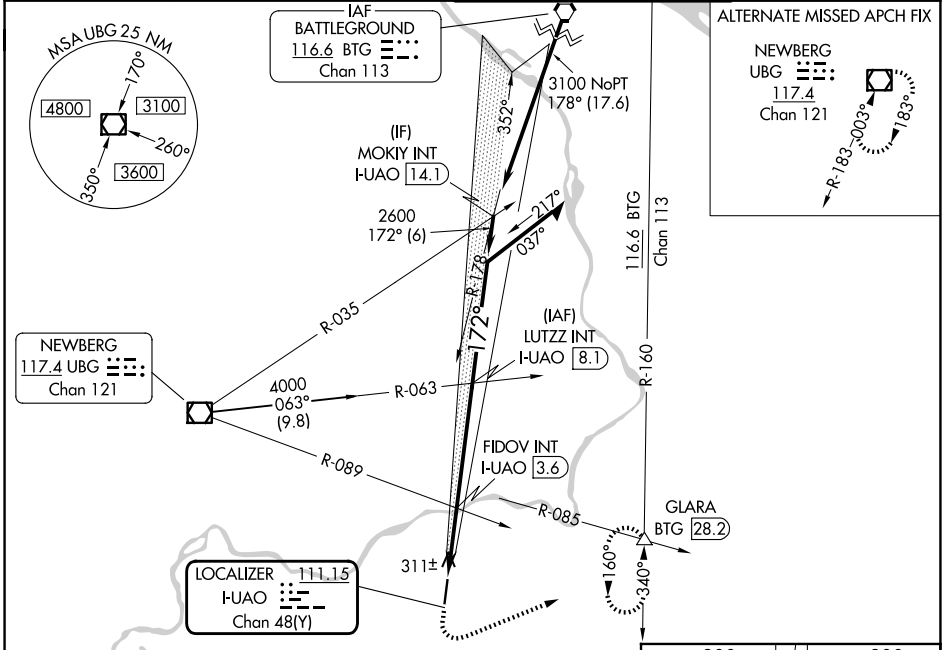 MSA UBG 25 NM
170°
4800
3100
260°
350°
3600
IAF
BATTLEGROUND
116.6 BTG
Chan 113
3100 NoPT
178° (17.6)
352°
ALTERNATE MISSED APCH FIX
NEWBERG
UBG
117.4
Chan 121
R-183
003°
183°
(IF)
MOKIY INT
I-UAO 14.1
2600
172° (6)
217°
037°
R-178
172°
116.6 BTG
Chan 113
R-160
R-035
(IAF)
LUTZZ INT
I-UAO 8.1
NEWBERG
117.4 UBG
Chan 121
4000
063°
(9.8)
R-063
R-089
FIDOV INT
I-UAO 3.6
R-085
GLARA
BTG 28.2
160°
340°
311±
LOCALIZER 111.15
I-UAO
Chan 48(Y)